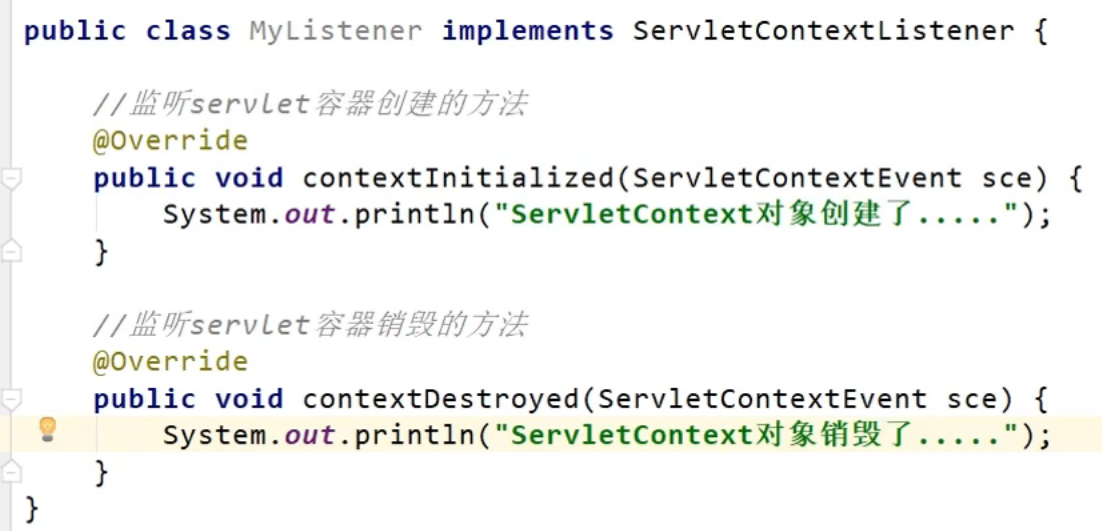 public class MyListener implements ServletContextListener {
//监听servlet容器创建的方法
@Override
public void contextInitialized(ServletContextEvent sce) {
System.out.println("ServletContext对象创建了.....");
}
//监听servlet容器销毁的方法
@Override
public void contextDestroyed(ServletContextEvent sce) {
System.out.println("ServletContext对象销毁了.....");
}
}